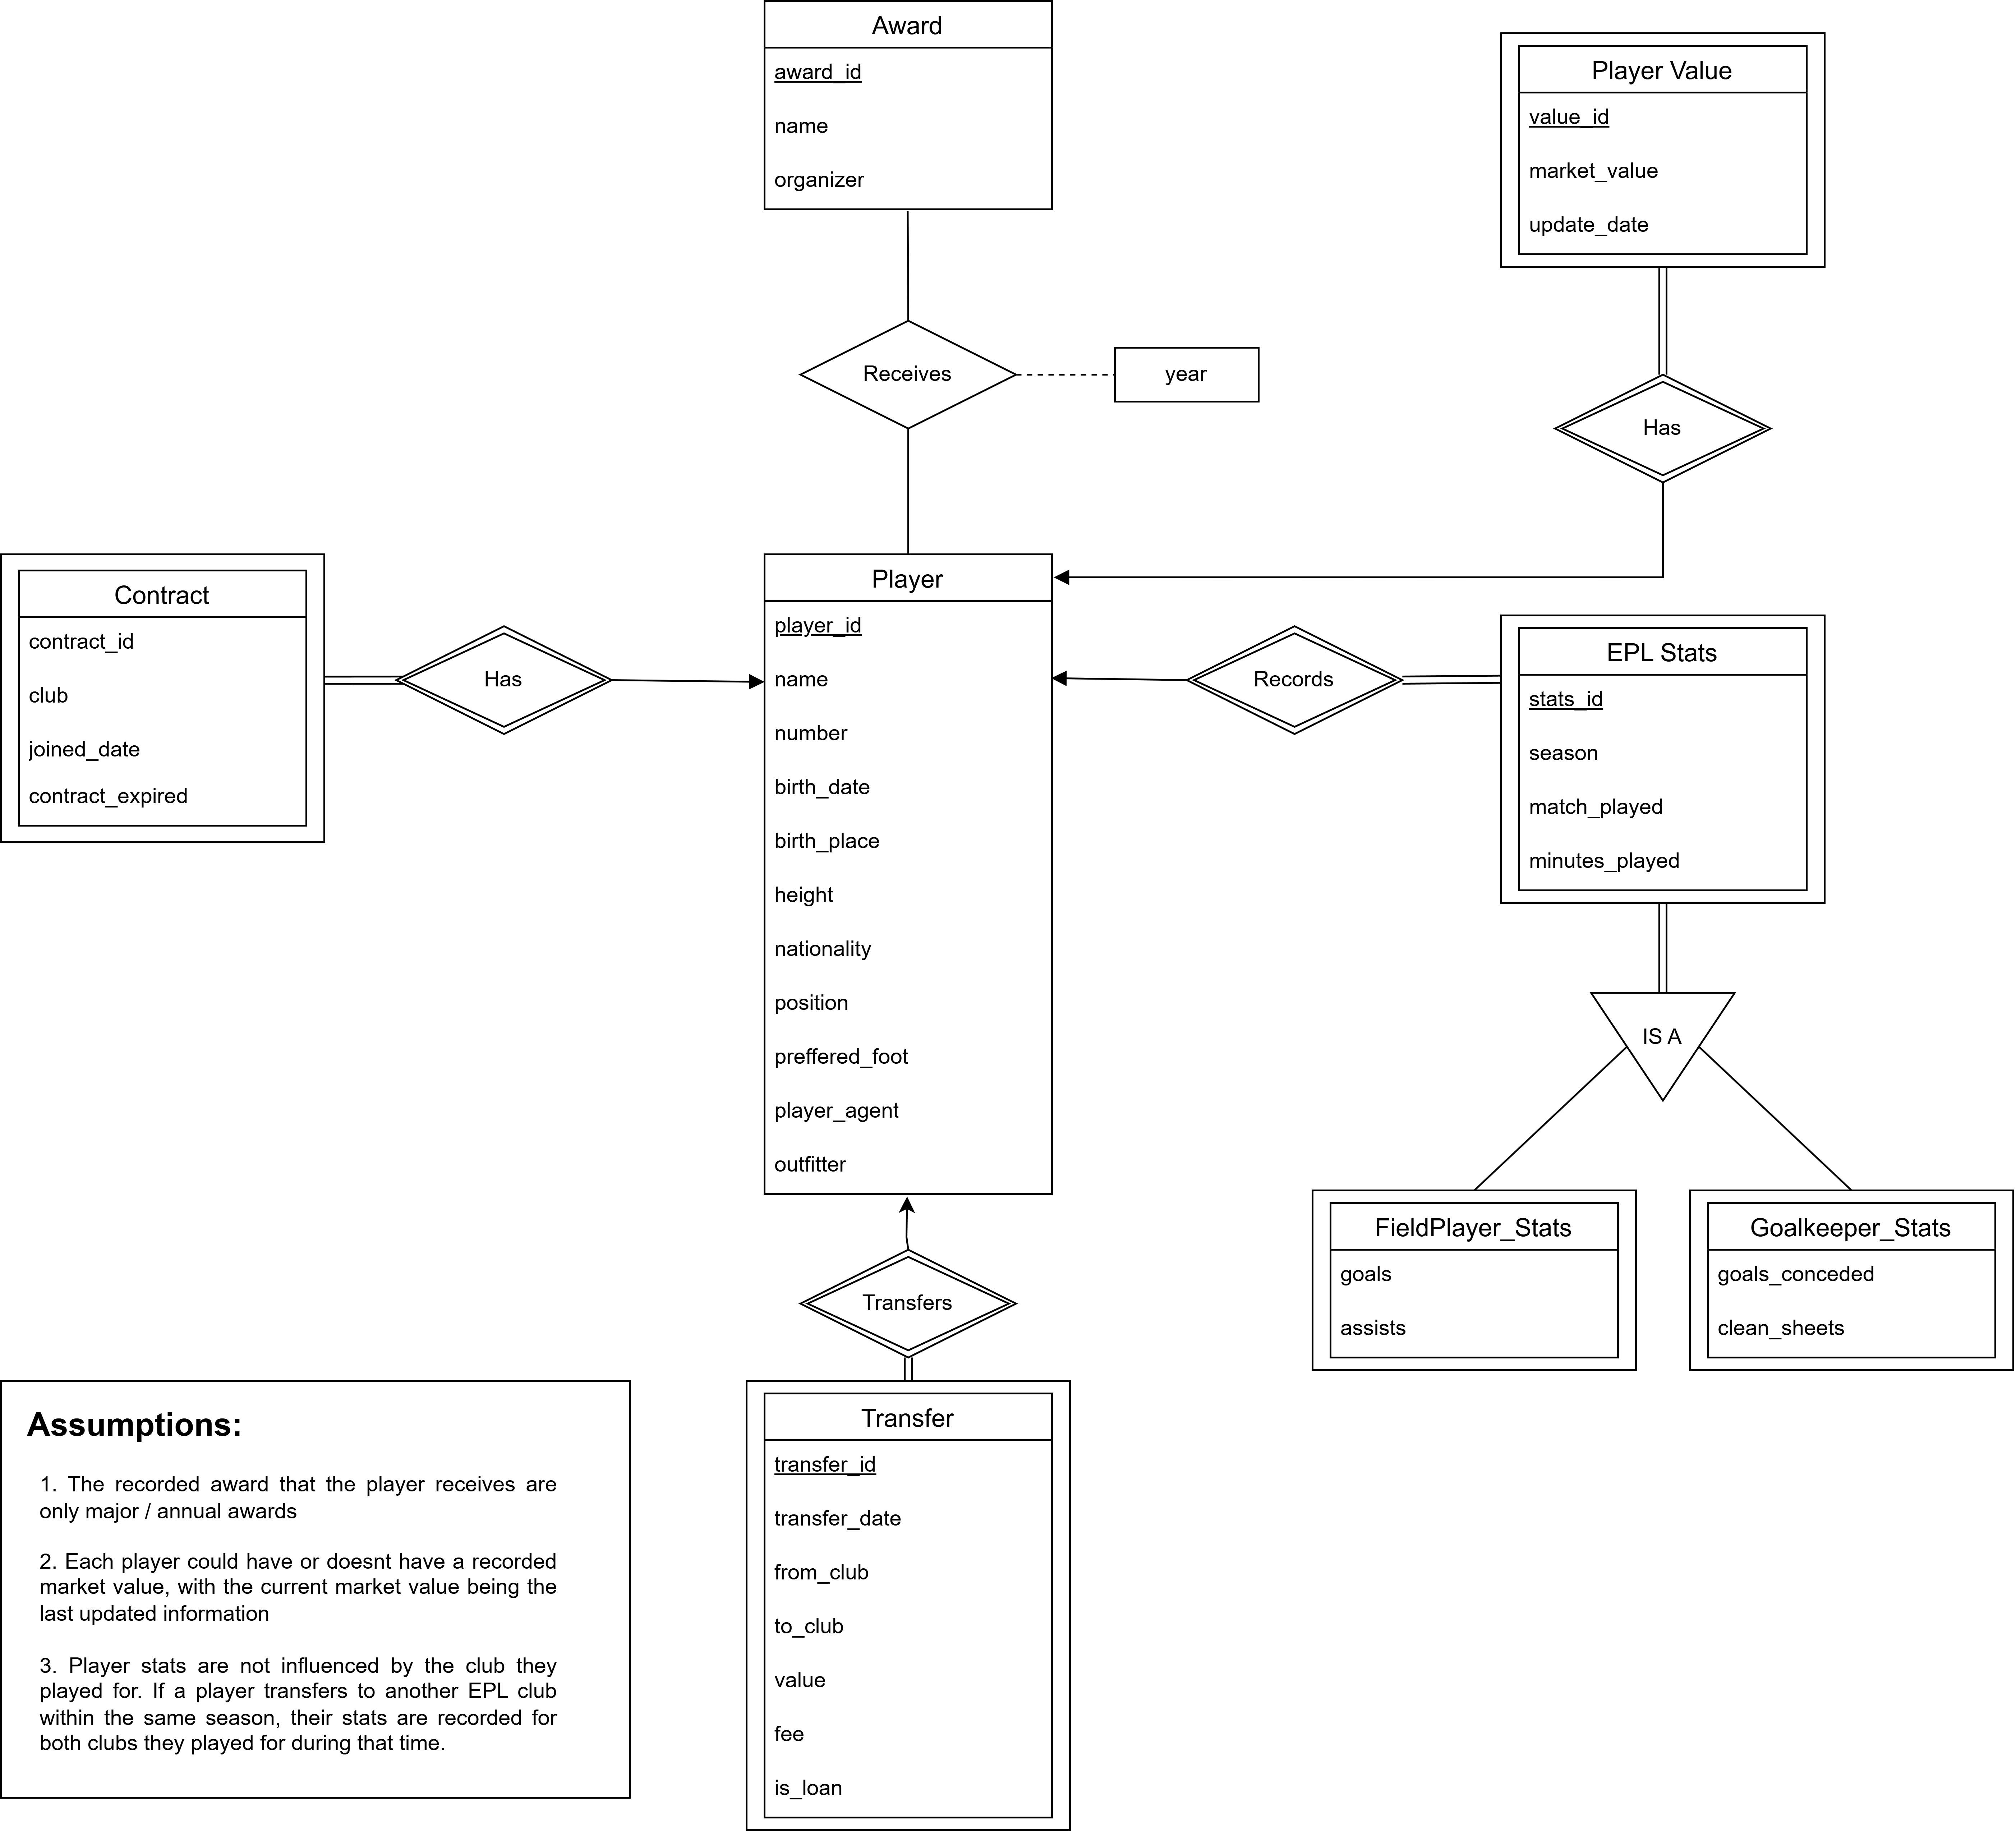 Award
award_id
name
organizer
Player Value
value_id
market_value
update_date
Receives
year
Has
Contract
contract_id
club
joined_date
contract_expired
Has
Player
player_id
name
number
birth_date
birth_place
height
nationality
position
preffered_foot
player_agent
outfitter
Records
EPL Stats
stats_id
season
match_played
minutes_played
IS A
FieldPlayer_Stats
goals
assists
Goalkeeper_Stats
goals_conceded
clean_sheets
Transfers
Transfer
transfer_id
transfer_date
from_club
to_club
value
fee
is_loan
Assumptions:
1. The recorded award that the player receives are
only major / annual awards
2. Each player could have or doesnt have a recorded
market value, with the current market value being the
last updated information
3. Player stats are not influenced by the club they
played for. If a player transfers to another EPL club
within the same season, their stats are recorded for
both clubs they played for during that time.